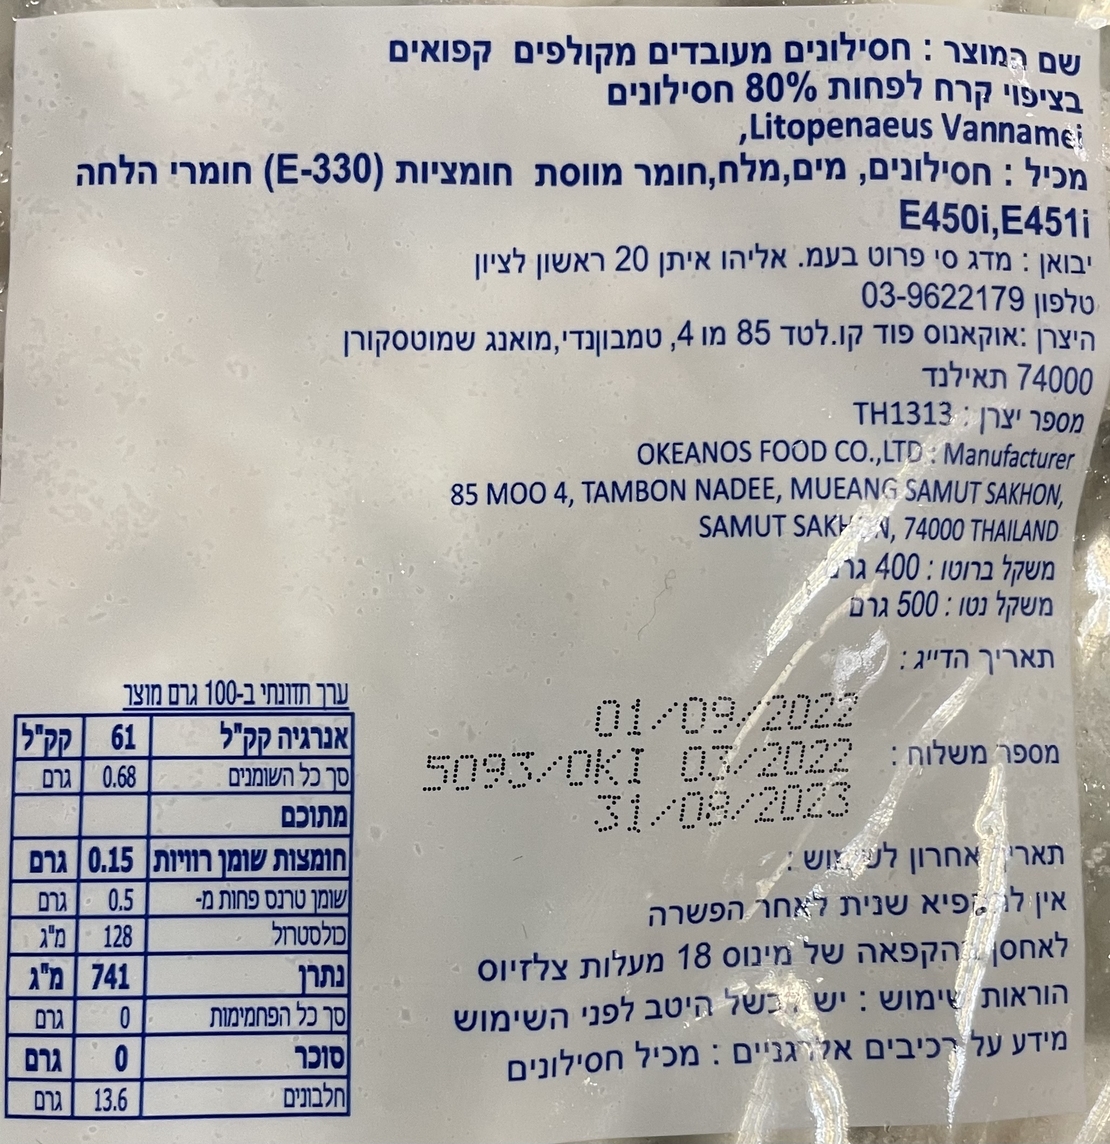 שם המוצר : חסילונים מעובדים מקולפים קפואים
בציפוי קרח לפחות 80% חסילונים
Litopenaeus Vannamei,
מכיל : חסילונים, מים,מלח,חומר מווסת חומציות (E-330) חומרי הלחה
E450i,E451i
יבואן : מדג סי פרוט בעמ. אליהו איתן 20 ראשון לציון
טלפון 03-9622179
היצרן :אוקאנוס פוד קו.לטד 85 מו 4, טמבוןנדי,מואנג שמוטסקורן
74000 תאילנד
מספר יצרן : TH1313
Manufacturer : OKEANOS FOOD CO.,LTD
85 MOO 4, TAMBON NADEE, MUEANG SAMUT SAKHON,
SAMUT SAKHON, 74000 THAILAND
משקל ברוטו : 400 גרם
משקל נטו : 500 גרם
תאריך הדייג :
01/09/2022
מספר משלוח : 5093/OKI 03/2022
31/08/2023
תאריך אחרון לשימוש :
אין להקפיא שנית לאחר הפשרה
לאחסן בהקפאה של מינוס 18 מעלות צלזיוס
הוראות שימוש : יש לבשל היטב לפני השימוש
מידע על רכיבים אלרגניים : מכיל חסילונים
ערך תזונתי ב-100 גרם מוצר
אנרגיה קק"ל 61 קק"ל
סך כל השומנים 0.68 גרם
מתוכם
חומצות שומן רוויות 0.15 גרם
שומן טרנס פחות מ- 0.5 גרם
כולסטרול 128 מ"ג
נתרן 741 מ"ג
סך כל הפחמימות 0 גרם
סוכר 0 גרם
חלבונים 13.6 גרם